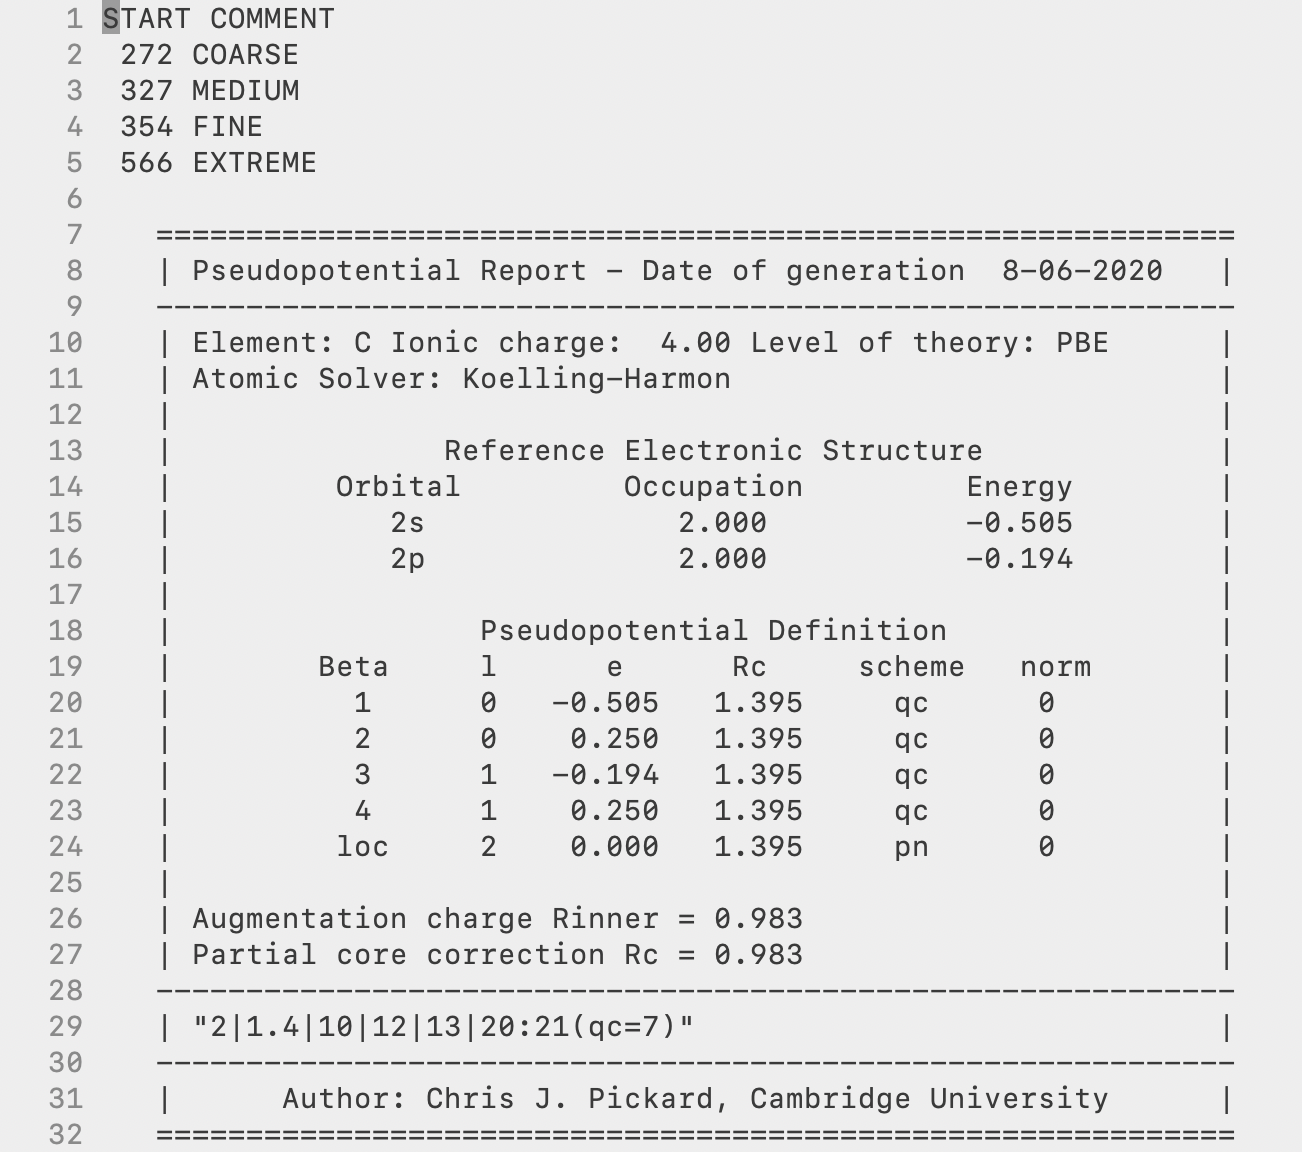 1 START COMMENT
2  272 COARSE
3  327 MEDIUM
4  354 FINE
5  566 EXTREME
6
7    ============================================================
8    | Pseudopotential Report - Date of generation  8-06-2020   |
9    ------------------------------------------------------------
10    | Element: C Ionic charge:  4.00 Level of theory: PBE      |
11    | Atomic Solver: Koelling-Harmon                           |
12    |                                                          |
13    |               Reference Electronic Structure             |
14    |         Orbital         Occupation         Energy        |
15    |            2s              2.000           -0.505        |
16    |            2p              2.000           -0.194        |
17    |                                                          |
18    |                 Pseudopotential Definition               |
19    |        Beta     l      e      Rc     scheme   norm       |
20    |          1      0   -0.505   1.395     qc      0         |
21    |          2      0    0.250   1.395     qc      0         |
22    |          3      1   -0.194   1.395     qc      0         |
23    |          4      1    0.250   1.395     qc      0         |
24    |         loc     2    0.000   1.395     pn      0         |
25    |                                                          |
26    | Augmentation charge Rinner = 0.983                       |
27    | Partial core correction Rc = 0.983                       |
28    ------------------------------------------------------------
29    | "2|1.4|10|12|13|20:21(qc=7)"                             |
30    ------------------------------------------------------------
31    |      Author: Chris J. Pickard, Cambridge University      |
32    ============================================================